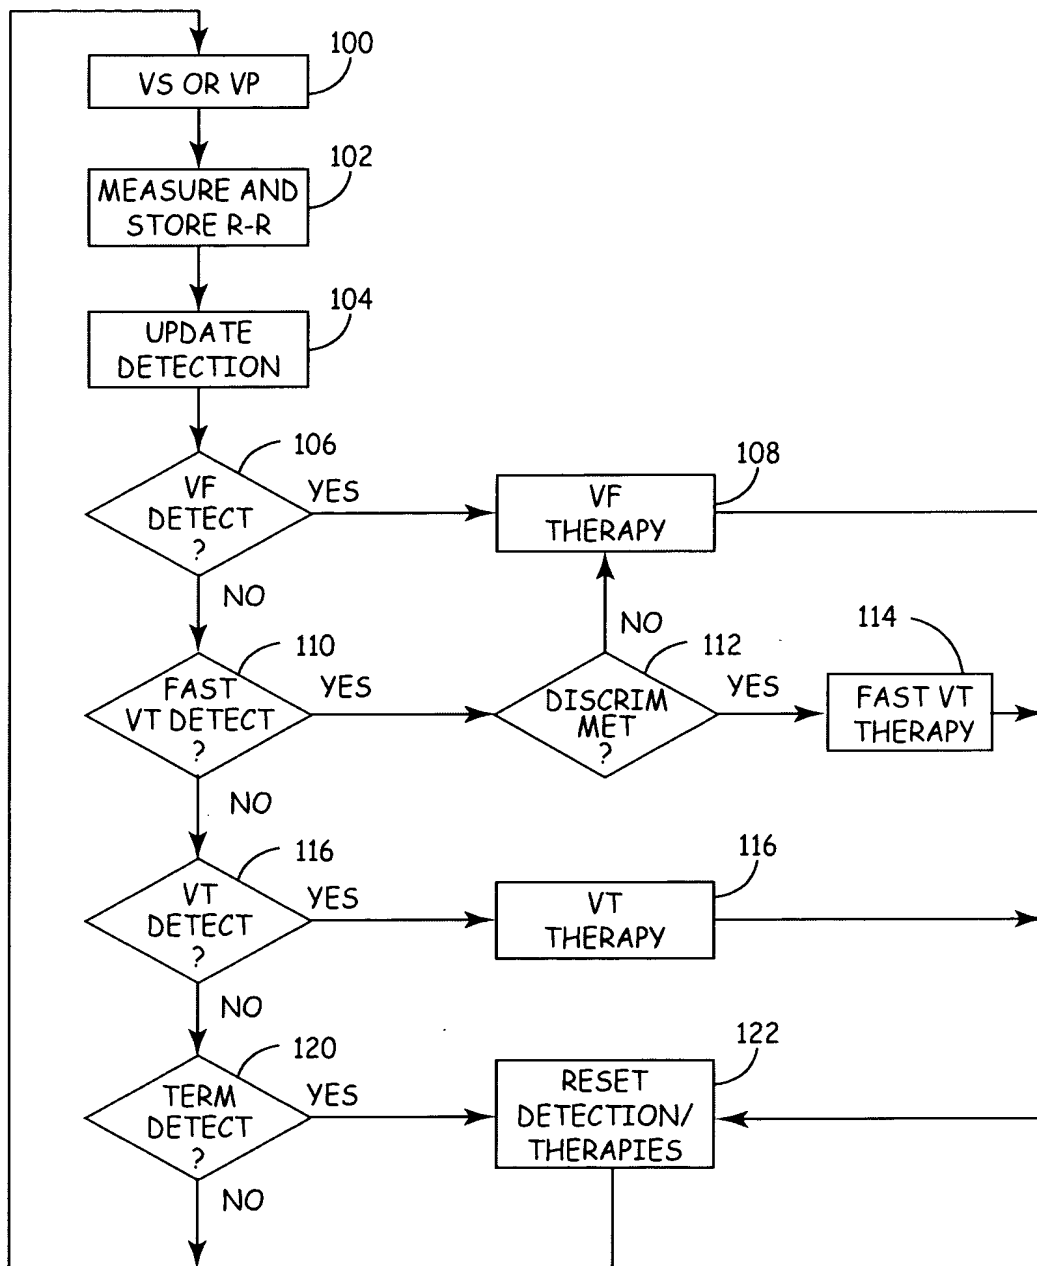 100
VS OR VP
102
MEASURE AND
STORE R-R
104
UPDATE
DETECTION
106
VF
DETECT
?
YES
NO
108
VF
THERAPY
110
FAST
VT DETECT
?
YES
NO
112
DISCRIM
MET
?
NO
YES
114
FAST VT
THERAPY
116
VT
DETECT
?
YES
NO
116
VT
THERAPY
120
TERM
DETECT
?
YES
NO
122
RESET
DETECTION/
THERAPIES